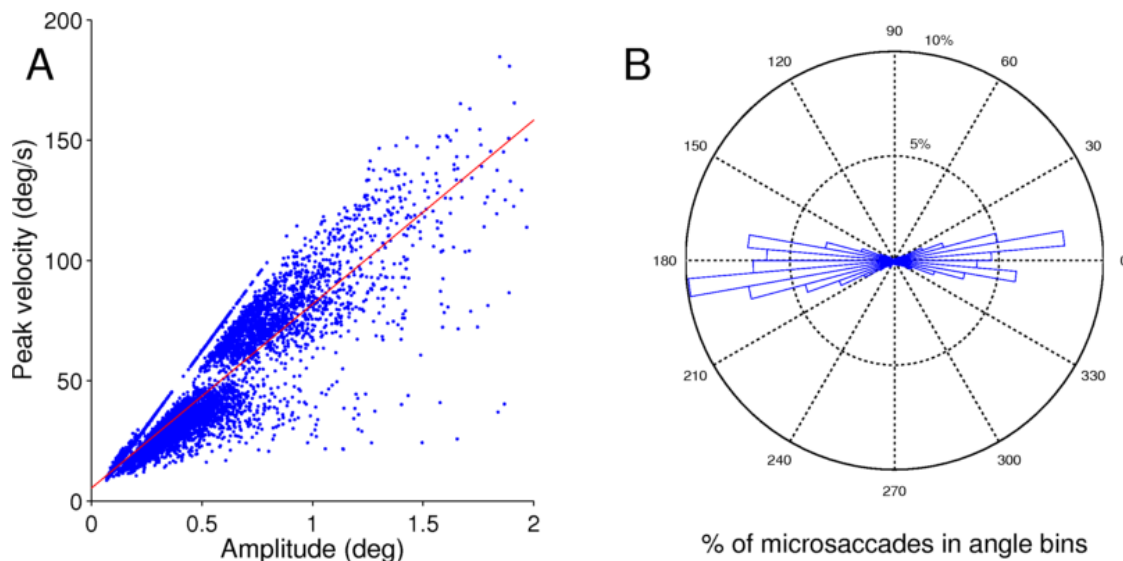 A
Peak velocity (deg/s)
200
150
100
50
0
0 0.5 1 1.5 2
Amplitude (deg)
B
90
120 60
10%
150 30
5%
180 0
210 330
240 300
270
% of microsaccades in angle bins